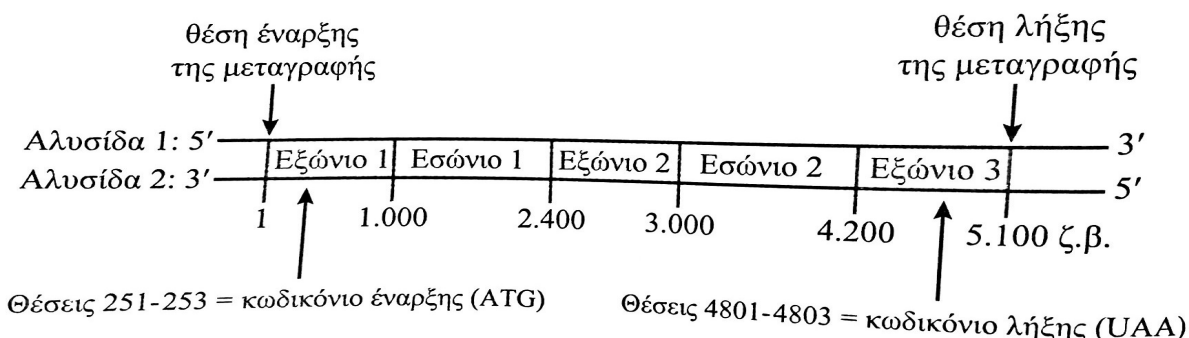 θέση έναρξης
της μεταγραφής
θέση λήξης
της μεταγραφής
Αλυσίδα 1: 5′ 3′
Εξώνιο 1 Εσώνιο 1 Εξώνιο 2 Εσώνιο 2 Εξώνιο 3
Αλυσίδα 2: 3′ 5′
1 1.000 2.400 3.000 4.200 5.100 ζ.β.
Θέσεις 251-253 = κωδικόνιο έναρξης (ATG)
Θέσεις 4801-4803 = κωδικόνιο λήξης (UAA)